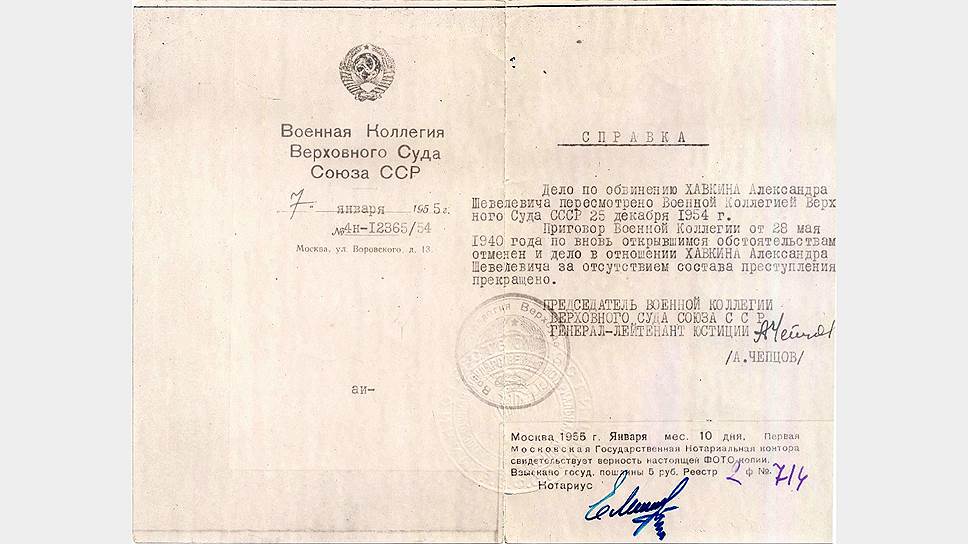 Военная Коллегия
Верховного Суда
Союза ССР
7 января 1955 г.
№4н-12365/54
Москва, ул. Воровского, д. 13.
аи-
СПРАВКА
Дело по обвинению ХАВКИНА Александра
Шевелевича пересмотрено Военной Коллегией Верх
ного Суда СССР 25 декабря 1954 г.
Приговор Военной Коллегии от 28 мая
1940 года по вновь открывшимся обстоятельствам
отменен и дело в отношении ХАВКИНА Александра
Шевелевича за отсутствием состава преступления
прекращено.
ПРЕДСЕДАТЕЛЬ ВОЕННОЙ КОЛЛЕГИИ
ВЕРХОВНОГО СУДА СОЮЗА С С Р
ГЕНЕРАЛ-ЛЕЙТЕНАНТ ЮСТИЦИИ
/А.ЧЕПЦОВ/
Москва 1955 г. Января мес. 10 дня, Первая
Московская Государственная Нотариальная контора
свидетельствует верность настоящей ФОТО копии.
Взыскано госуд. пошлины 5 руб. Реестр 2 ф №. 714
Нотариус